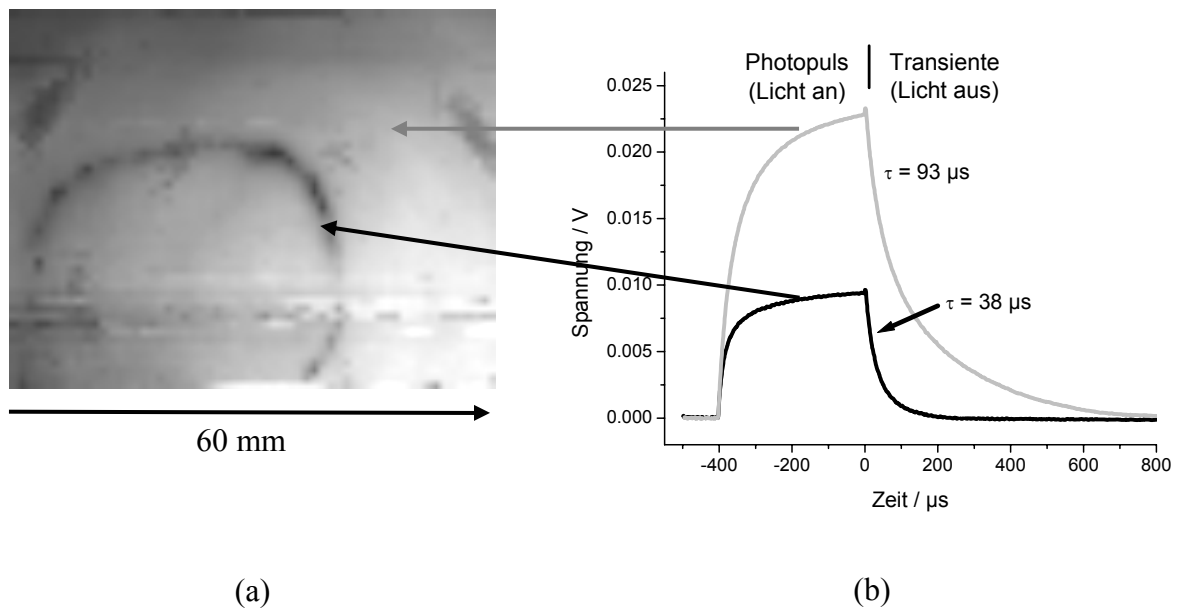 60 mm
(a)
Photopuls
(Licht an)
Transiente
(Licht aus)
Spannung / V
0.025
0.020
0.015
0.010
0.005
0.000
τ = 93 µs
τ = 38 µs
-400
-200
0
200
400
600
800
Zeit / µs
(b)